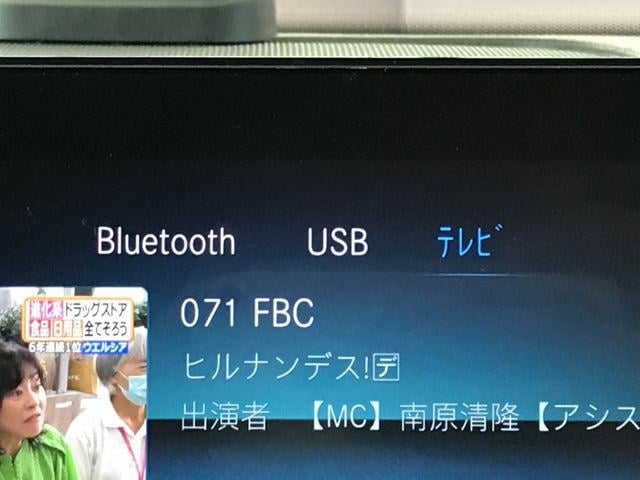 Bluetooth USB テレビ
071 FBC
ヒルナンデス!🅳デ
出演者 【MC】南原清隆【アシス
進化系ドラッグストア
食品 日用品 全てそろう
6年連続1位ウエルシア